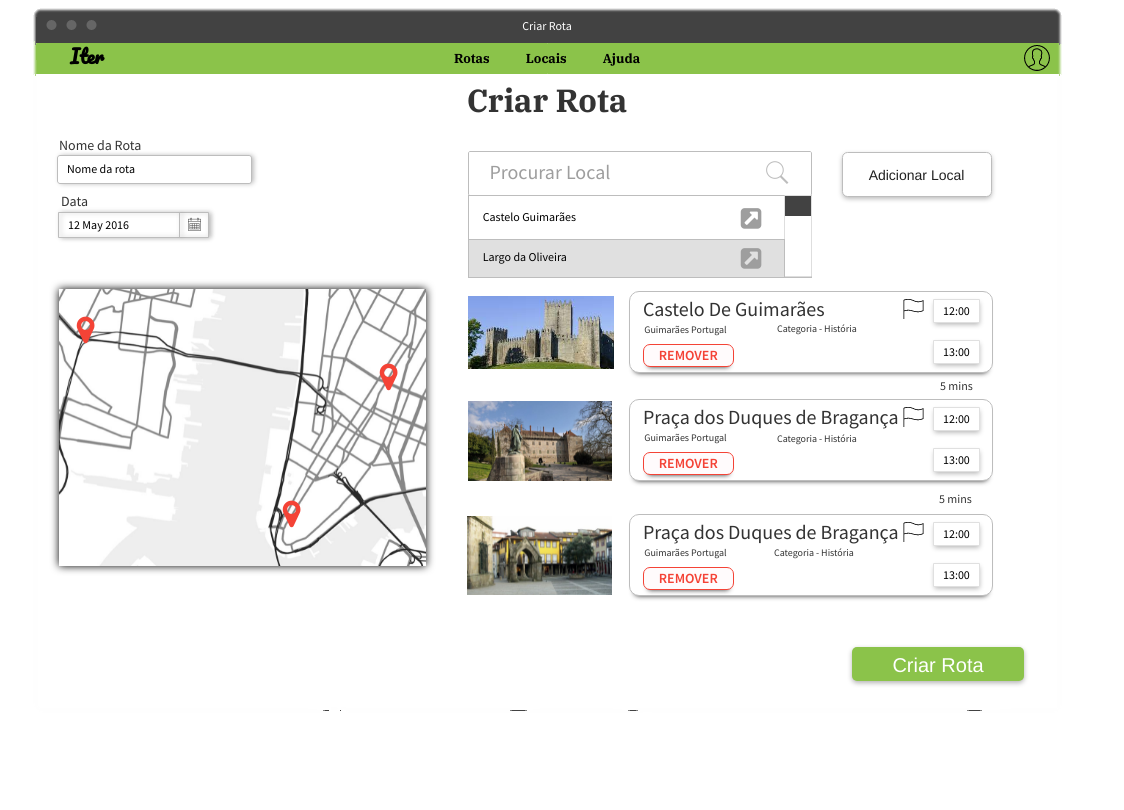 Criar Rota
Iter
Rotas Locais Ajuda
Criar Rota
Nome da Rota
Nome da rota
Data
12 May 2016
Procurar Local
Adicionar Local
Castelo Guimarães
Largo da Oliveira
Castelo De Guimarães
12:00
Guimarães Portugal Categoria - História
REMOVER
13:00
5 mins
Praça dos Duques de Bragança
12:00
Guimarães Portugal Categoria - História
REMOVER
13:00
5 mins
Praça dos Duques de Bragança
12:00
Guimarães Portugal Categoria - História
REMOVER
13:00
Criar Rota